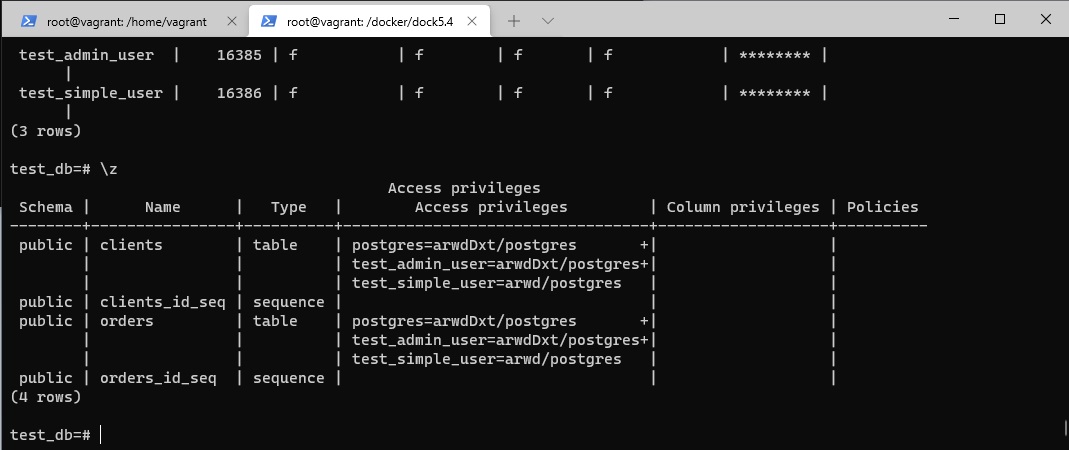 root@vagrant: /home/vagrant
root@vagrant: /docker/dock5.4
 test_admin_user  |    16385 | f           | f        | f        | f            | ******** |
      |
 test_simple_user |    16386 | f           | f        | f        | f            | ******** |
      |
(3 rows)
test_db=# \z
                                          Access privileges
 Schema |      Name      |   Type   |        Access privileges         | Column privileges | Policies
--------+----------------+----------+----------------------------------+-------------------+----------
 public | clients        | table    | postgres=arwdDxt/postgres       +|                   |
        |                |          | test_admin_user=arwdDxt/postgres+|                   |
        |                |          | test_simple_user=arwd/postgres   |                   |
 public | clients_id_seq | sequence |                                  |                   |
 public | orders         | table    | postgres=arwdDxt/postgres       +|                   |
        |                |          | test_admin_user=arwdDxt/postgres+|                   |
        |                |          | test_simple_user=arwd/postgres   |                   |
 public | orders_id_seq  | sequence |                                  |                   |
(4 rows)
test_db=#